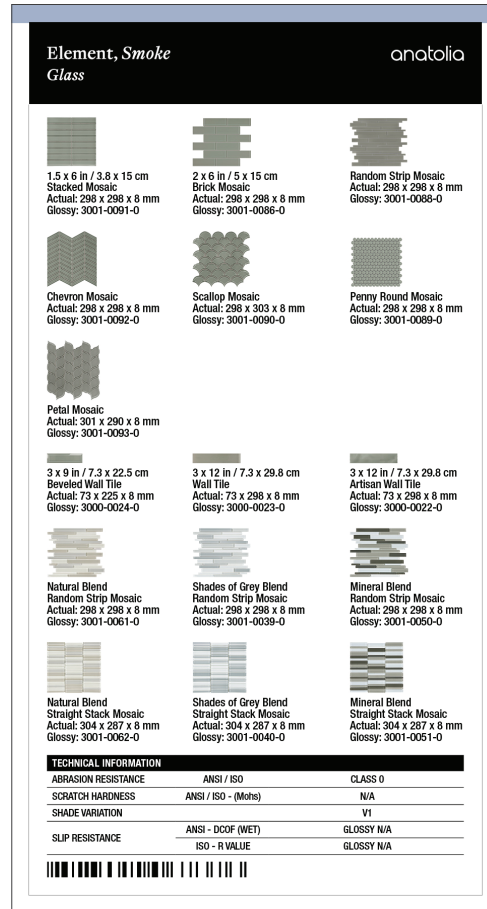 Element, Smoke
Glass
anatolia
1.5 x 6 in / 3.8 x 15 cm
Stacked Mosaic
Actual: 298 x 298 x 8 mm
Glossy: 3001-0091-0
2 x 6 in / 5 x 15 cm
Brick Mosaic
Actual: 298 x 298 x 8 mm
Glossy: 3001-0086-0
Random Strip Mosaic
Actual: 298 x 298 x 8 mm
Glossy: 3001-0088-0
Chevron Mosaic
Actual: 298 x 298 x 8 mm
Glossy: 3001-0092-0
Scallop Mosaic
Actual: 298 x 303 x 8 mm
Glossy: 3001-0090-0
Penny Round Mosaic
Actual: 298 x 298 x 8 mm
Glossy: 3001-0089-0
Petal Mosaic
Actual: 301 x 290 x 8 mm
Glossy: 3001-0093-0
3 x 9 in / 7.3 x 22.5 cm
Beveled Wall Tile
Actual: 73 x 225 x 8 mm
Glossy: 3000-0024-0
3 x 12 in / 7.3 x 29.8 cm
Wall Tile
Actual: 73 x 298 x 8 mm
Glossy: 3000-0023-0
3 x 12 in / 7.3 x 29.8 cm
Artisan Wall Tile
Actual: 73 x 298 x 8 mm
Glossy: 3000-0022-0
Natural Blend
Random Strip Mosaic
Actual: 298 x 298 x 8 mm
Glossy: 3001-0061-0
Shades of Grey Blend
Random Strip Mosaic
Actual: 298 x 298 x 8 mm
Glossy: 3001-0039-0
Mineral Blend
Random Strip Mosaic
Actual: 298 x 298 x 8 mm
Glossy: 3001-0050-0
Natural Blend
Straight Stack Mosaic
Actual: 304 x 287 x 8 mm
Glossy: 3001-0062-0
Shades of Grey Blend
Straight Stack Mosaic
Actual: 304 x 287 x 8 mm
Glossy: 3001-0040-0
Mineral Blend
Straight Stack Mosaic
Actual: 304 x 287 x 8 mm
Glossy: 3001-0051-0
TECHNICAL INFORMATION
ABRASION RESISTANCE ANSI / ISO CLASS 0
SCRATCH HARDNESS ANSI / ISO - (Mohs) N/A
SHADE VARIATION V1
SLIP RESISTANCE
ANSI - DCOF (WET) GLOSSY N/A
ISO - R VALUE GLOSSY N/A